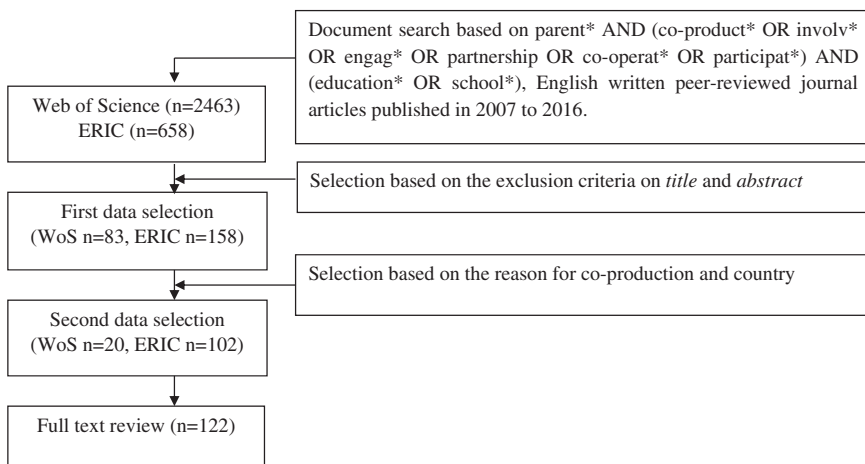 Document search based on parent* AND (co-product* OR involv*
OR engag* OR partnership OR co-operat* OR participat*) AND
(education* OR school*), English written peer-reviewed journal
articles published in 2007 to 2016.
Web of Science (n=2463)
ERIC (n=658)
Selection based on the exclusion criteria on title and abstract
First data selection
(WoS n=83, ERIC n=158)
Selection based on the reason for co-production and country
Second data selection
(WoS n=20, ERIC n=102)
Full text review (n=122)